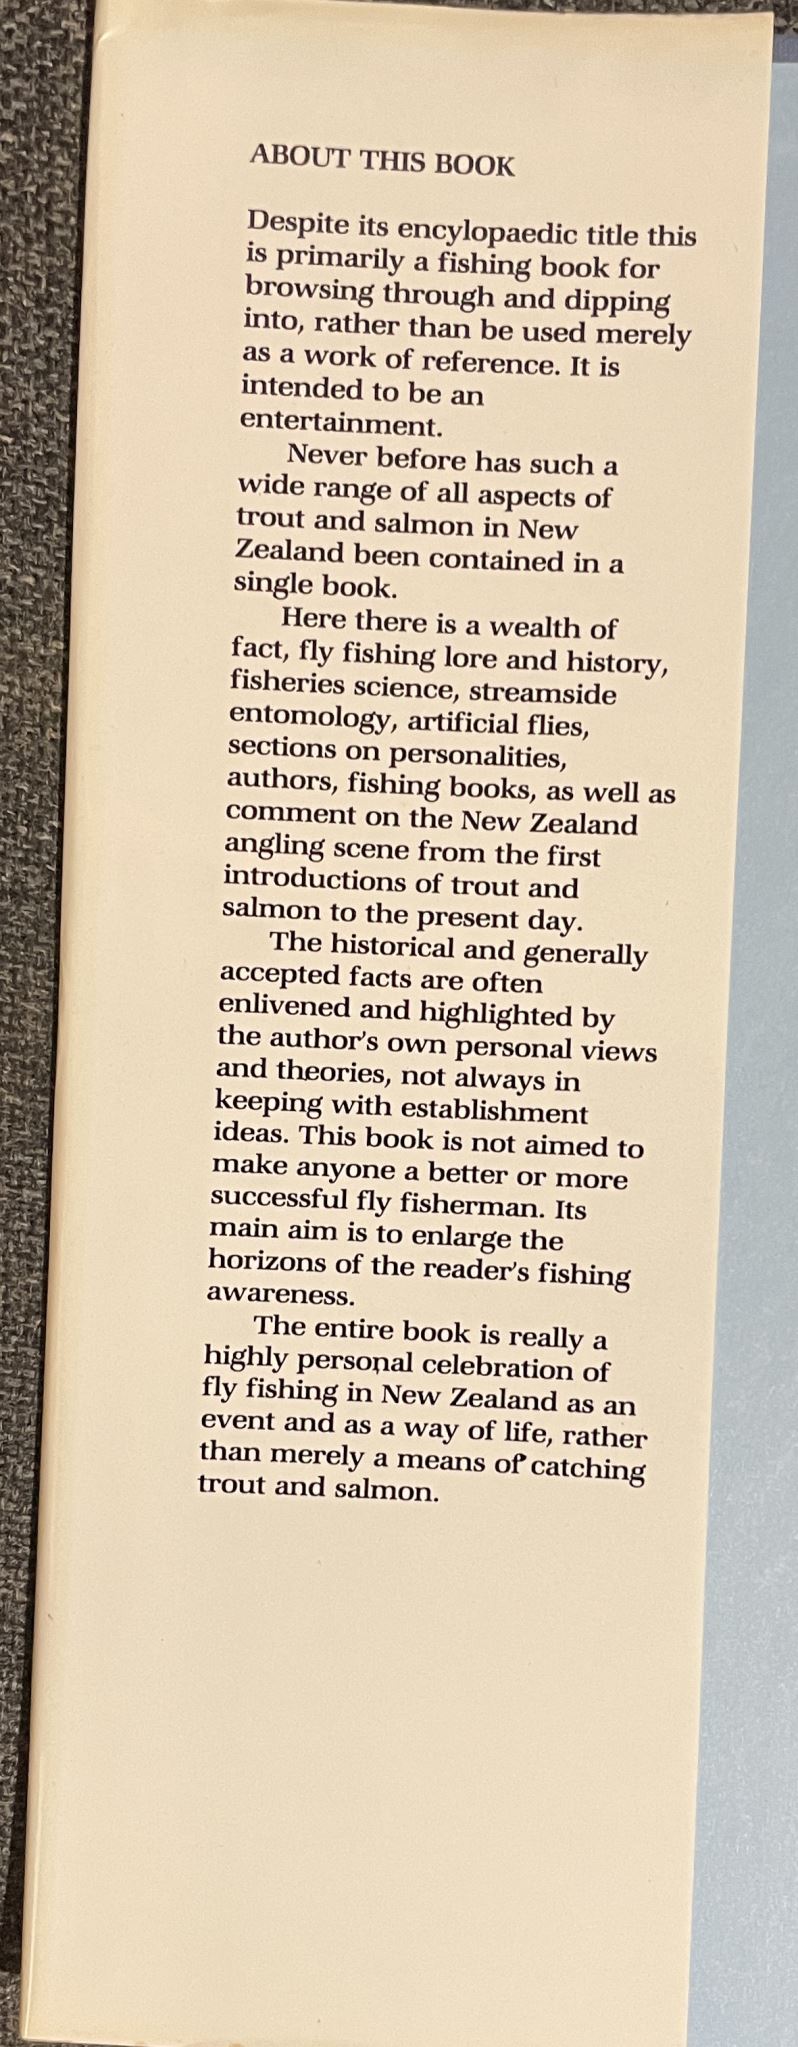 ABOUT THIS BOOK
Despite its encylopaedic title this
is primarily a fishing book for
browsing through and dipping
into, rather than be used merely
as a work of reference. It is
intended to be an
entertainment.
Never before has such a
wide range of all aspects of
trout and salmon in New
Zealand been contained in a
single book.
Here there is a wealth of
fact, fly fishing lore and history,
fisheries science, streamside
entomology, artificial flies,
sections on personalities,
authors, fishing books, as well as
comment on the New Zealand
angling scene from the first
introductions of trout and
salmon to the present day.
The historical and generally
accepted facts are often
enlivened and highlighted by
the author's own personal views
and theories, not always in
keeping with establishment
ideas. This book is not aimed to
make anyone a better or more
successful fly fisherman. Its
main aim is to enlarge the
horizons of the reader's fishing
awareness.
The entire book is really a
highly personal celebration of
fly fishing in New Zealand as an
event and as a way of life, rather
than merely a means of catching
trout and salmon.